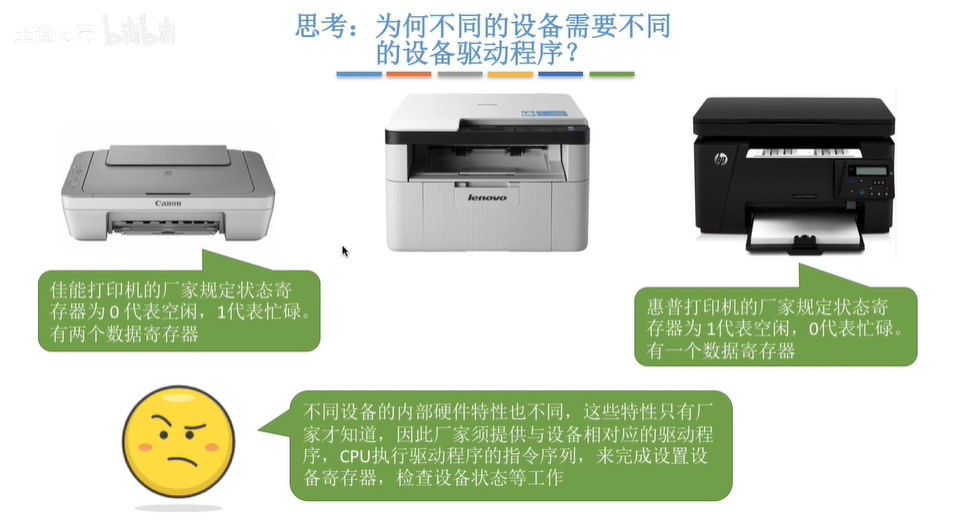 bilibili
思考：为何不同的设备需要不同
的设备驱动程序？
Canon
lenovo
hp
佳能打印机的厂家规定状态寄
存器为 0 代表空闲，1代表忙碌。
有两个数据寄存器
惠普打印机的厂家规定状态寄
存器为 1代表空闲，0代表忙碌。
有一个数据寄存器
不同设备的内部硬件特性也不同，这些特性只有厂
家才知道，因此厂家须提供与设备相对应的驱动程
序，CPU执行驱动程序的指令序列，来完成设置设
备寄存器，检查设备状态等工作